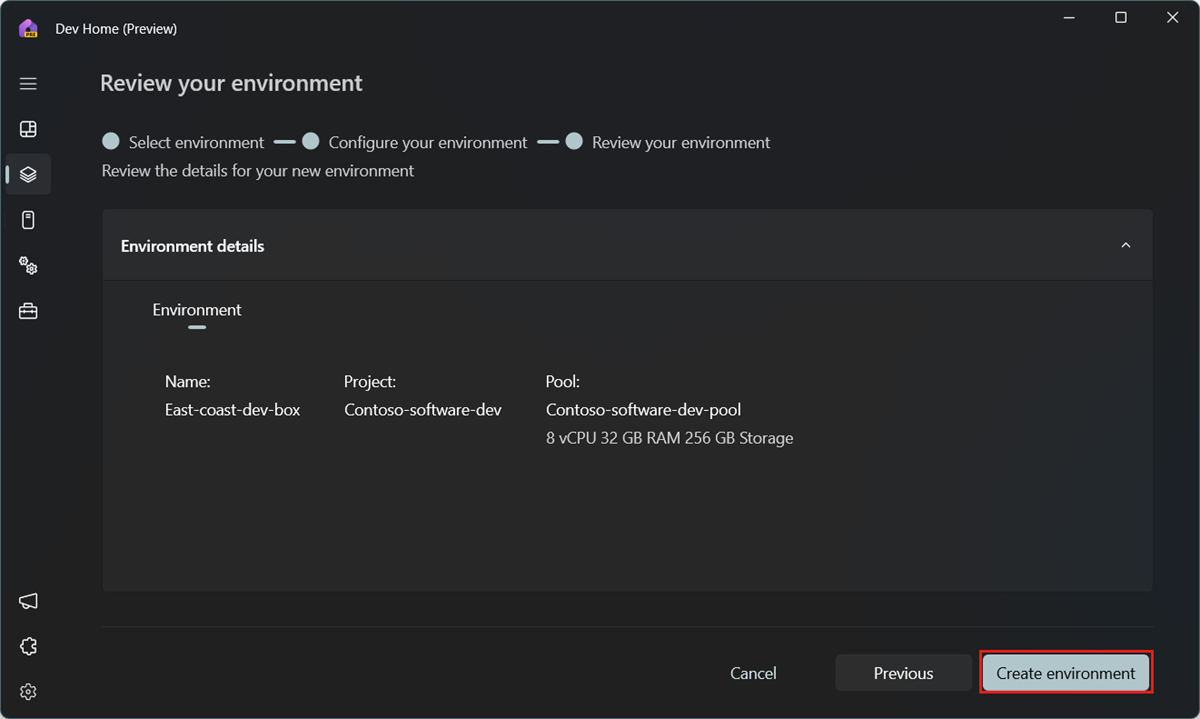 Dev Home (Preview)
Review your environment
Select environment Configure your environment Review your environment
Review the details for your new environment
Environment details
Environment
Name: Project: Pool:
East-coast-dev-box Contoso-software-dev Contoso-software-dev-pool
8 vCPU 32 GB RAM 256 GB Storage
Cancel Previous Create environment